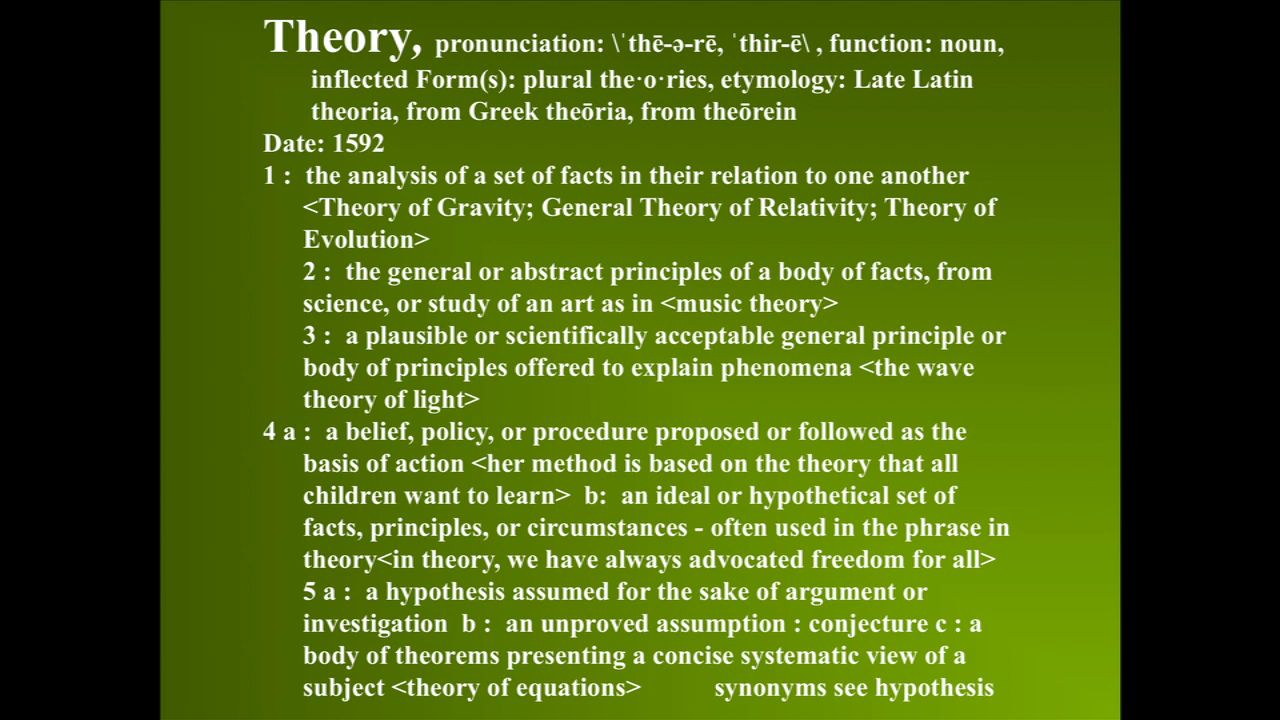 Theory, pronunciation: \ˈthē-ə-rē, ˈthir-ē\ , function: noun,
inflected Form(s): plural the·o·ries, etymology: Late Latin
theoria, from Greek theōria, from theōrein
Date: 1592
1 :  the analysis of a set of facts in their relation to one another
<Theory of Gravity; General Theory of Relativity; Theory of
Evolution>
2 :  the general or abstract principles of a body of facts, from
science, or study of an art as in <music theory>
3 :  a plausible or scientifically acceptable general principle or
body of principles offered to explain phenomena <the wave
theory of light>
4 a :  a belief, policy, or procedure proposed or followed as the
basis of action <her method is based on the theory that all
children want to learn>  b:  an ideal or hypothetical set of
facts, principles, or circumstances - often used in the phrase in
theory<in theory, we have always advocated freedom for all>
5 a :  a hypothesis assumed for the sake of argument or
investigation  b :  an unproved assumption : conjecture c : a
body of theorems presenting a concise systematic view of a
subject <theory of equations>          synonyms see hypothesis